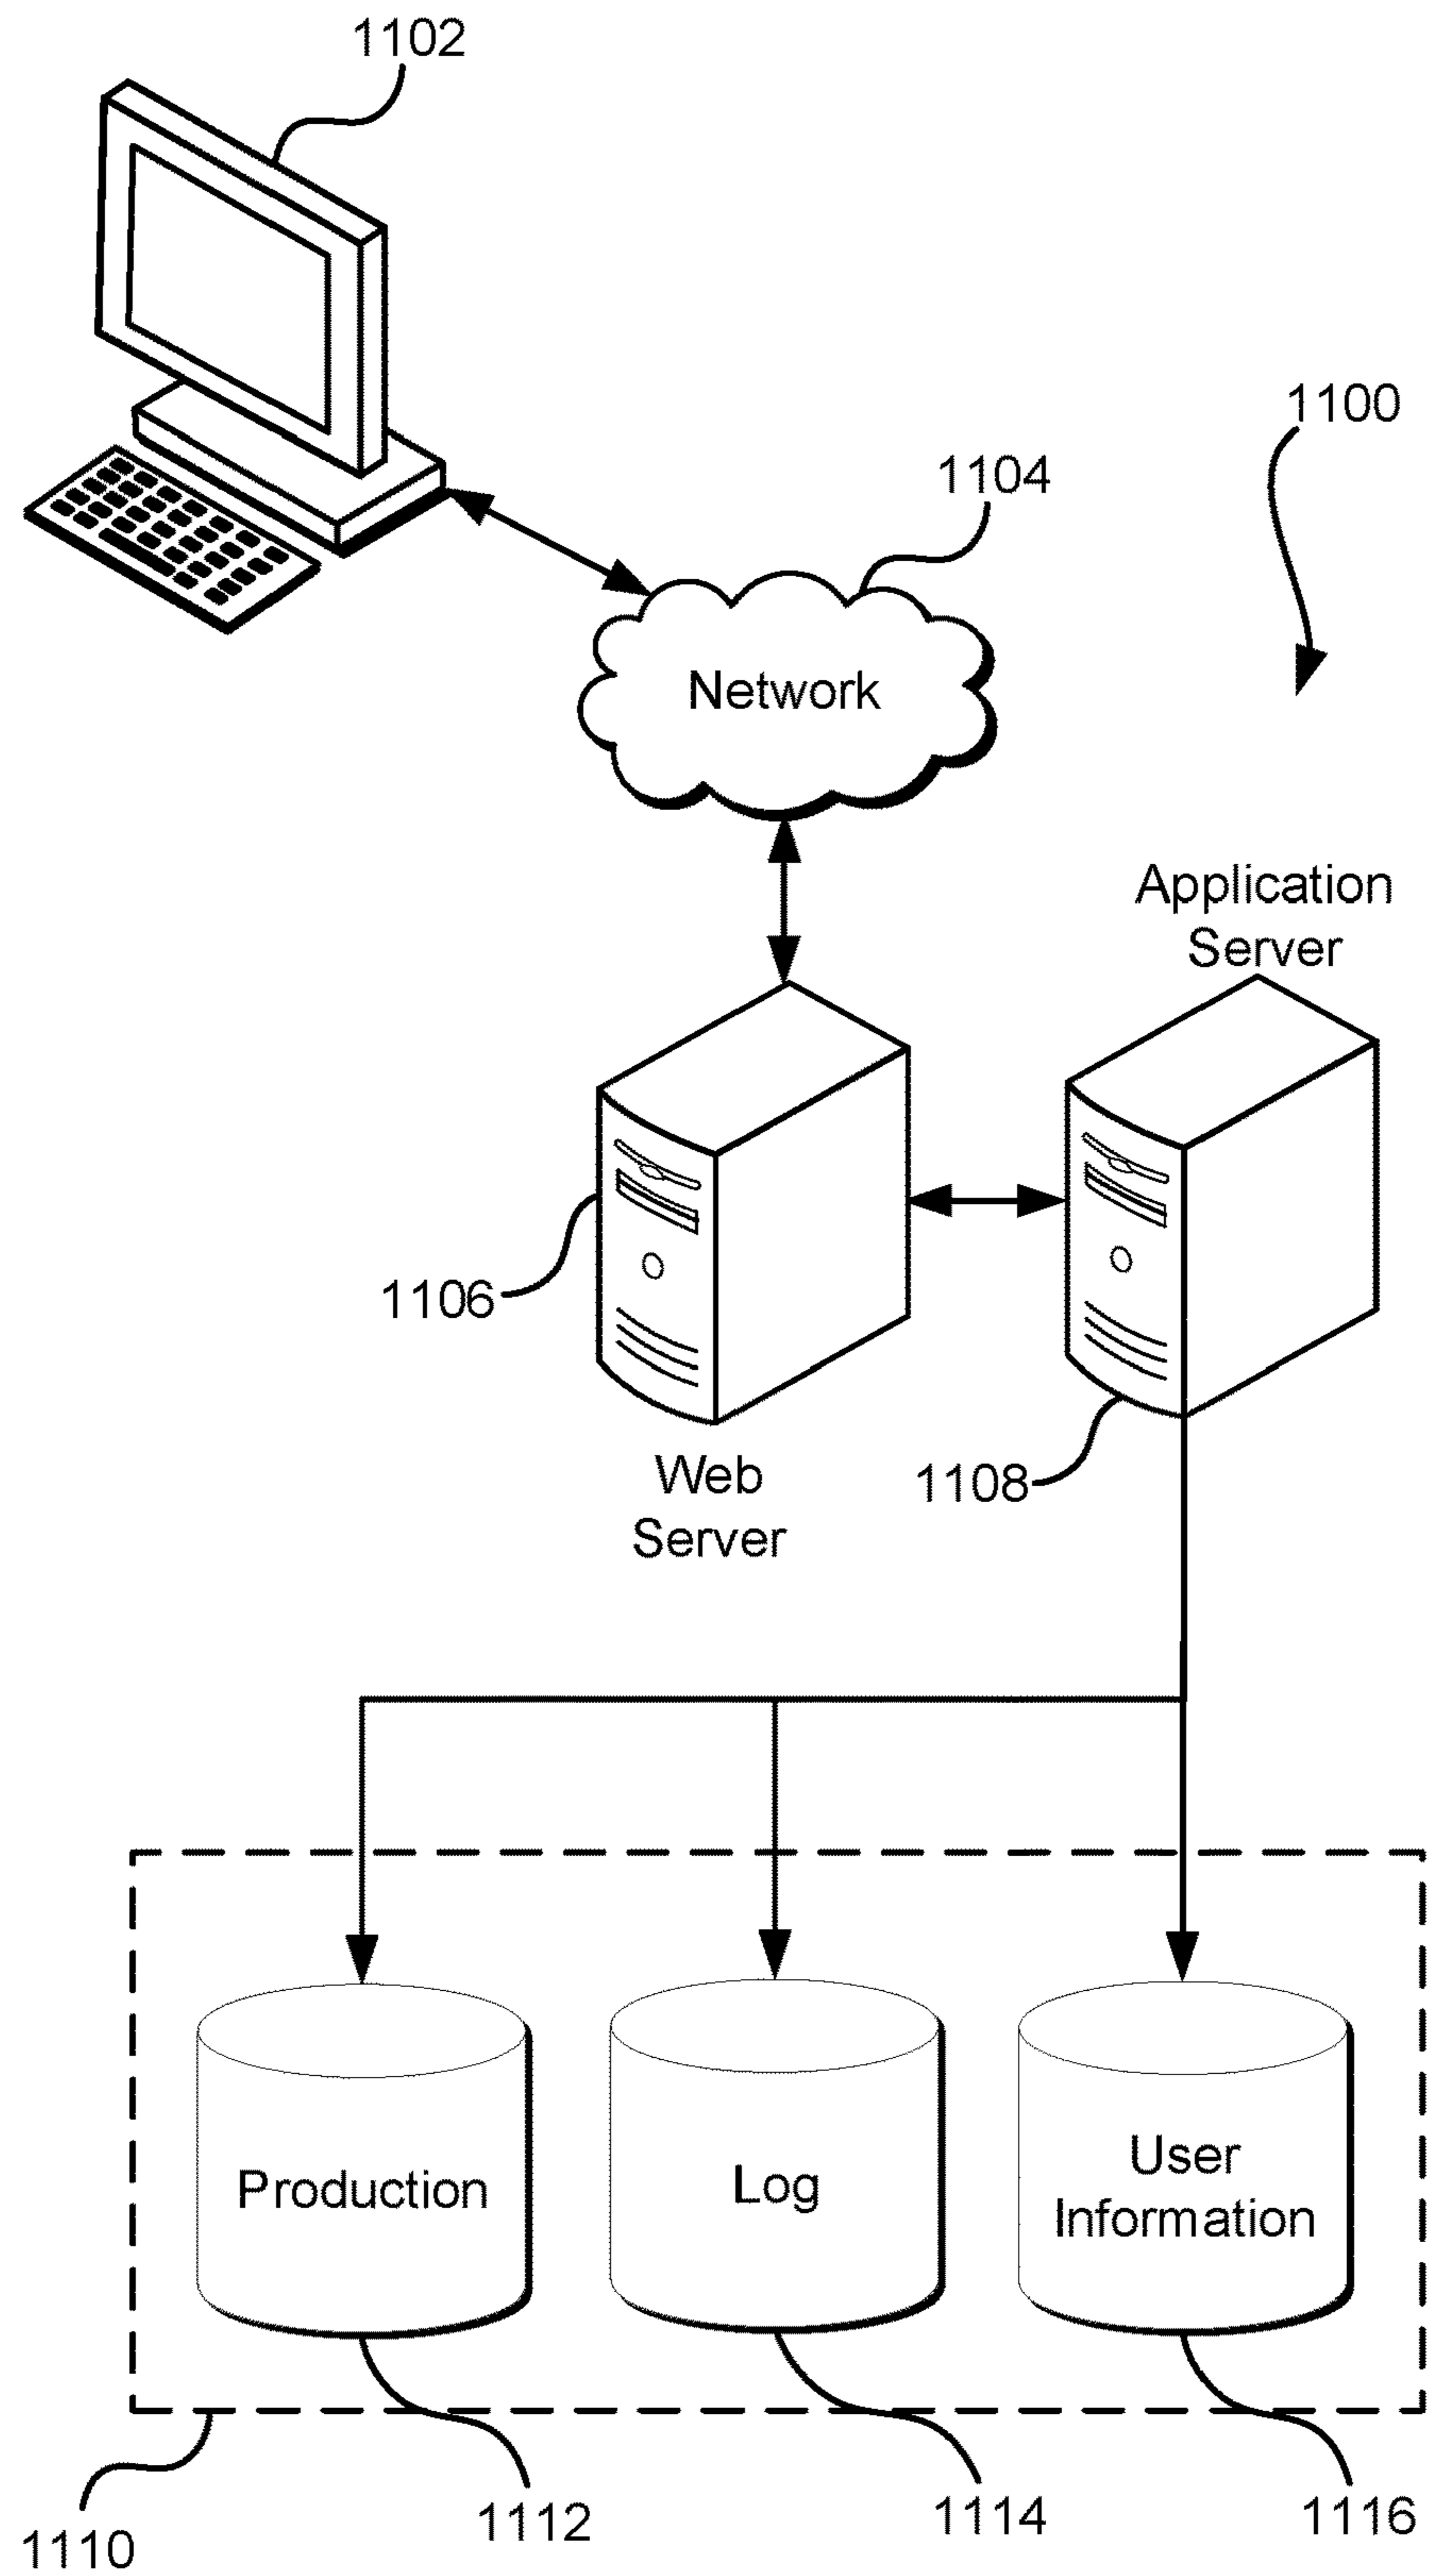 1102
1100
1104
Network
Application
Server
1106
Web
Server
1108
Production
Log
User
Information
1110
1112
1114
1116